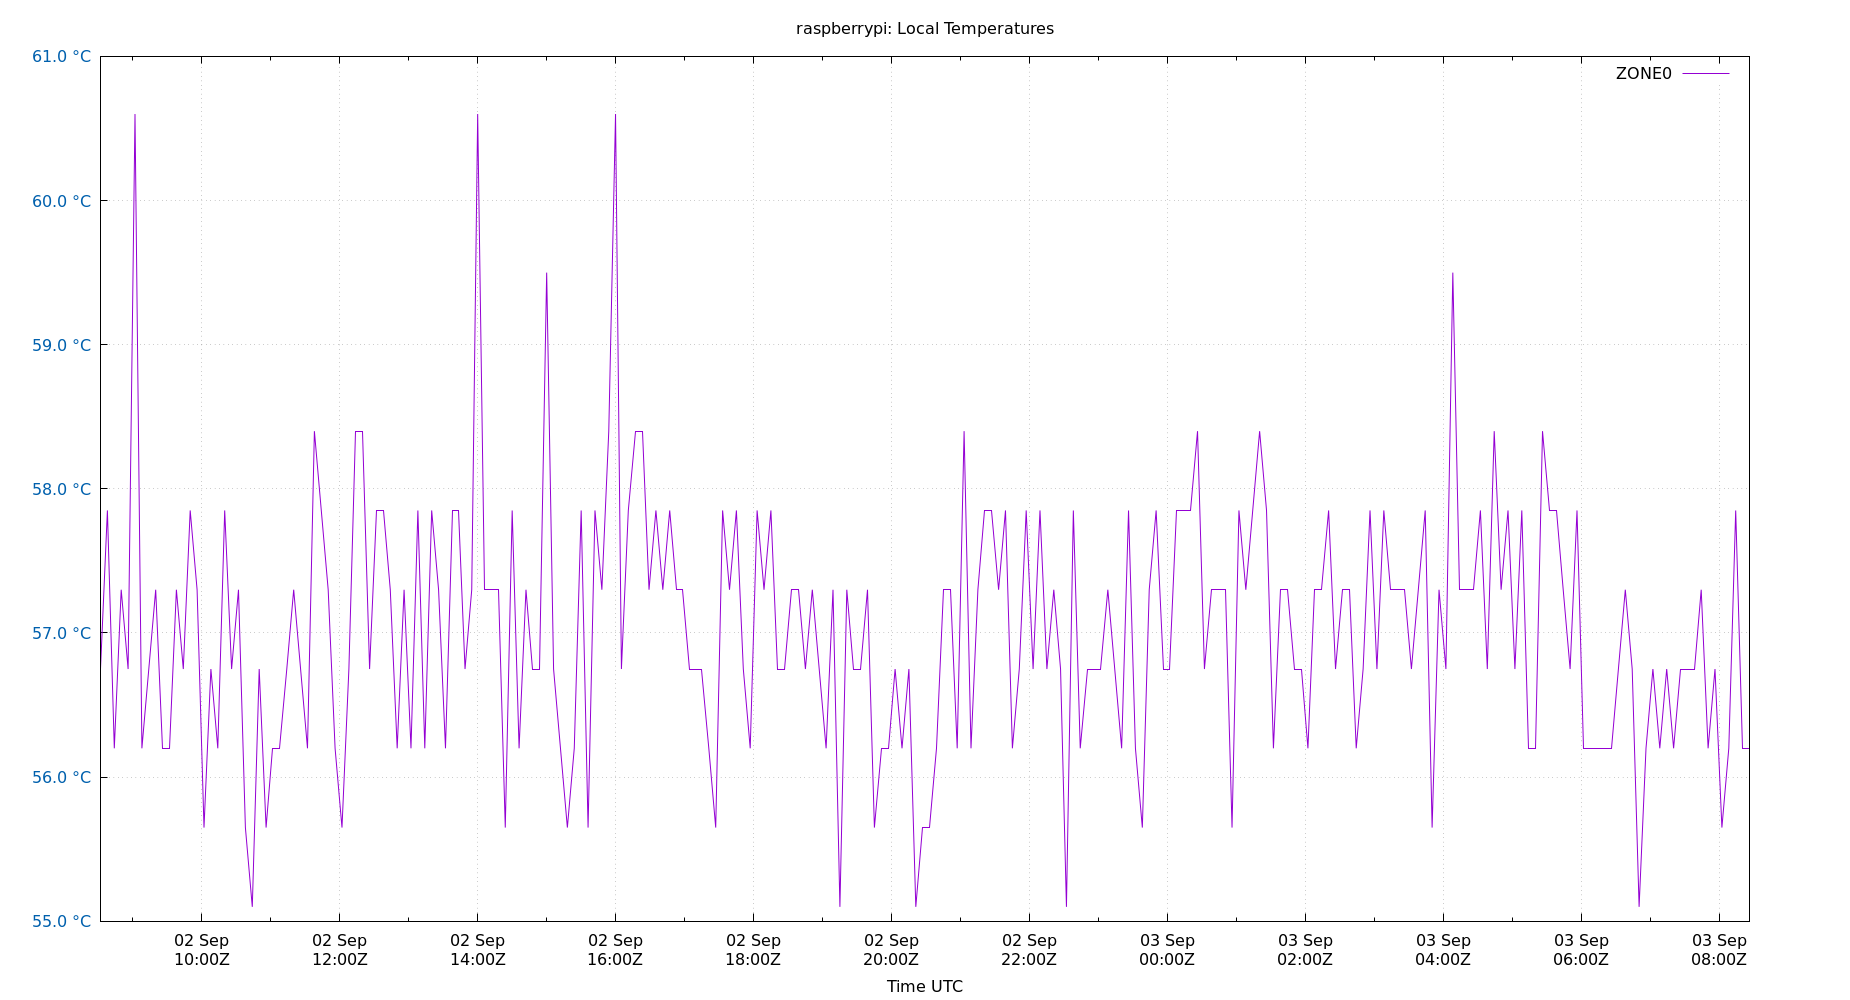 raspberrypi: Local Temperatures
61.0 °C
ZONE0
60.0 °C
59.0 °C
58.0 °C
57.0 °C
56.0 °C
55.0 °C
02 Sep 02 Sep 02 Sep 02 Sep 02 Sep 02 Sep 02 Sep 03 Sep 03 Sep 03 Sep 03 Sep 03 Sep
10:00Z 12:00Z 14:00Z 16:00Z 18:00Z 20:00Z 22:00Z 00:00Z 02:00Z 04:00Z 06:00Z 08:00Z
Time UTC